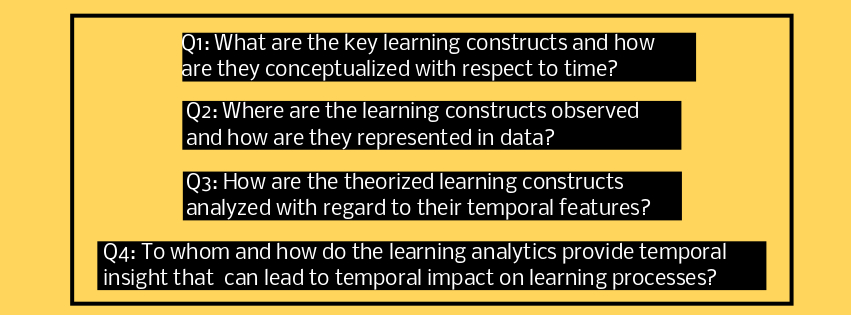 Q1: What are the key learning constructs and how
are they conceptualized with respect to time?
Q2: Where are the learning constructs observed
and how are they represented in data?
Q3: How are the theorized learning constructs
analyzed with regard to their temporal features?
Q4: To whom and how do the learning analytics provide temporal
insight that  can lead to temporal impact on learning processes?